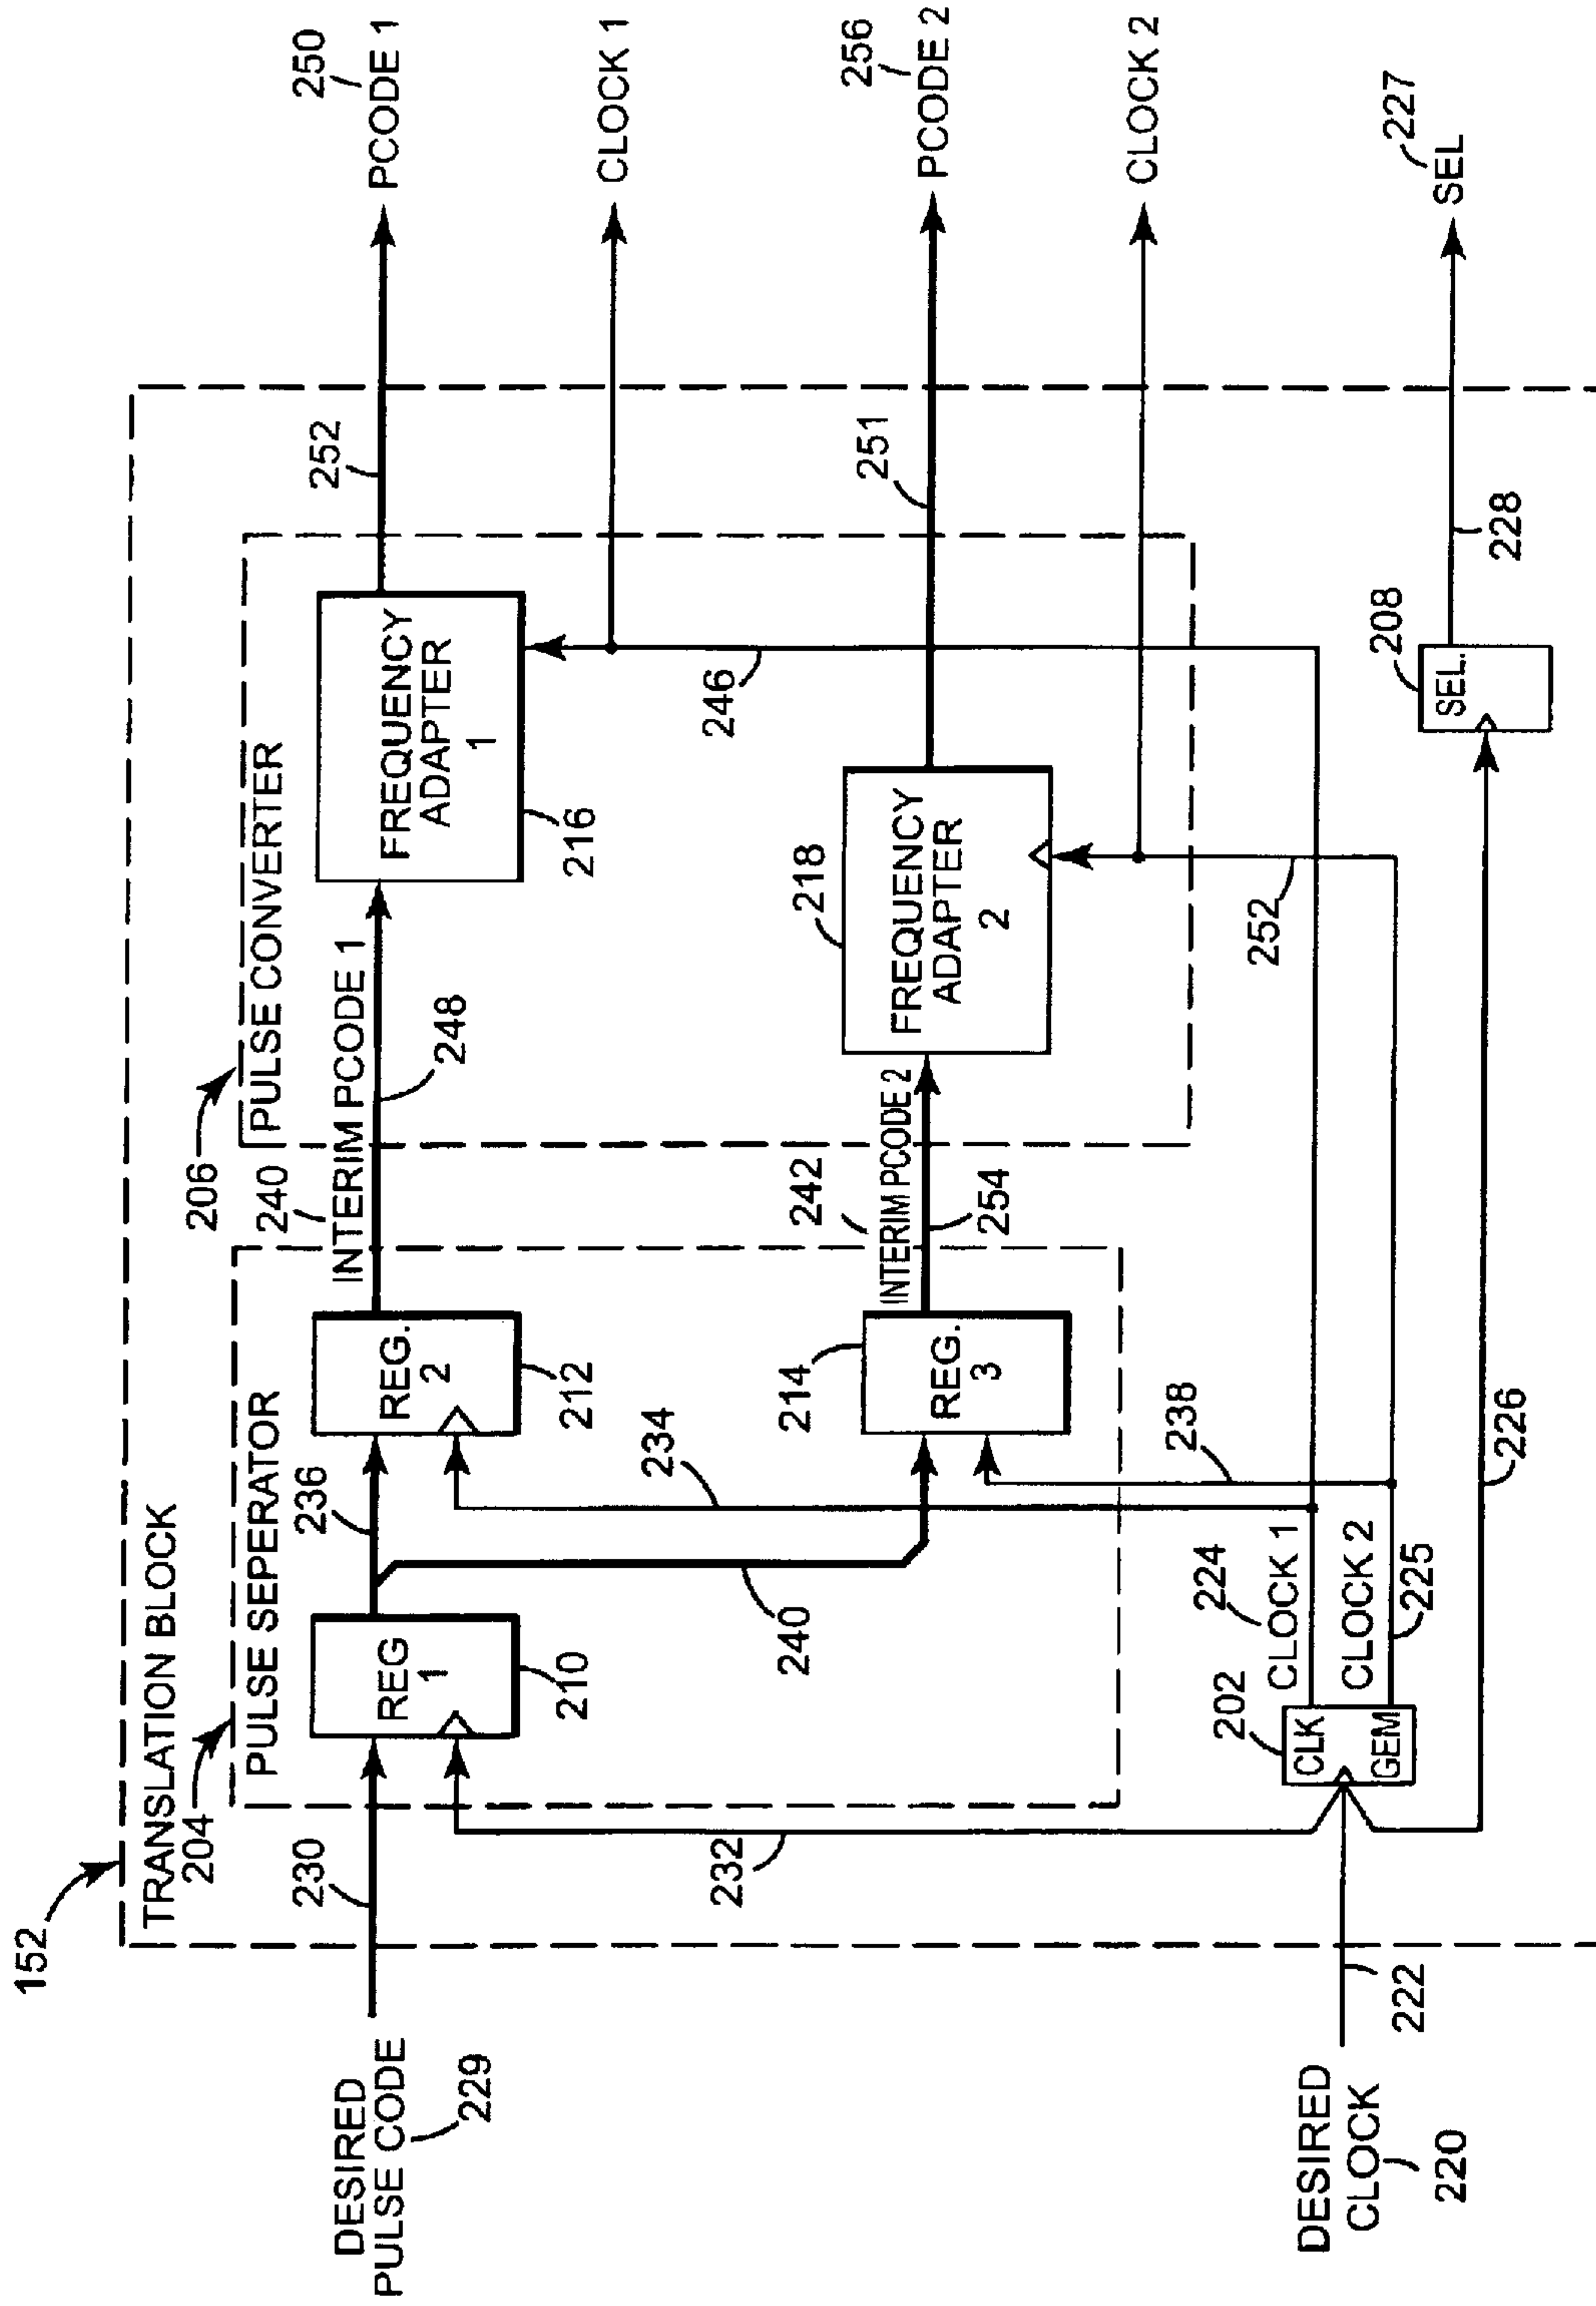 152
TRANSLATION BLOCK
204
PULSE SEPERATOR
206
PULSE CONVERTER
DESIRED
PULSE CODE
229
230
REG
1
210
236
REG.
2
212
240
INTERIM PCODE 1
248
FREQUENCY
ADAPTER
1
216
252
250
PCODE 1
CLOCK 1
232
240
234
214
REG.
3
242
INTERIM PCODE 2
254
218
FREQUENCY
ADAPTER
2
246
251
256
PCODE 2
CLOCK 2
252
238
DESIRED
CLOCK
220
222
202
CLK
GEM
224
CLOCK 1
CLOCK 2
225
226
208
SEL.
228
227
SEL